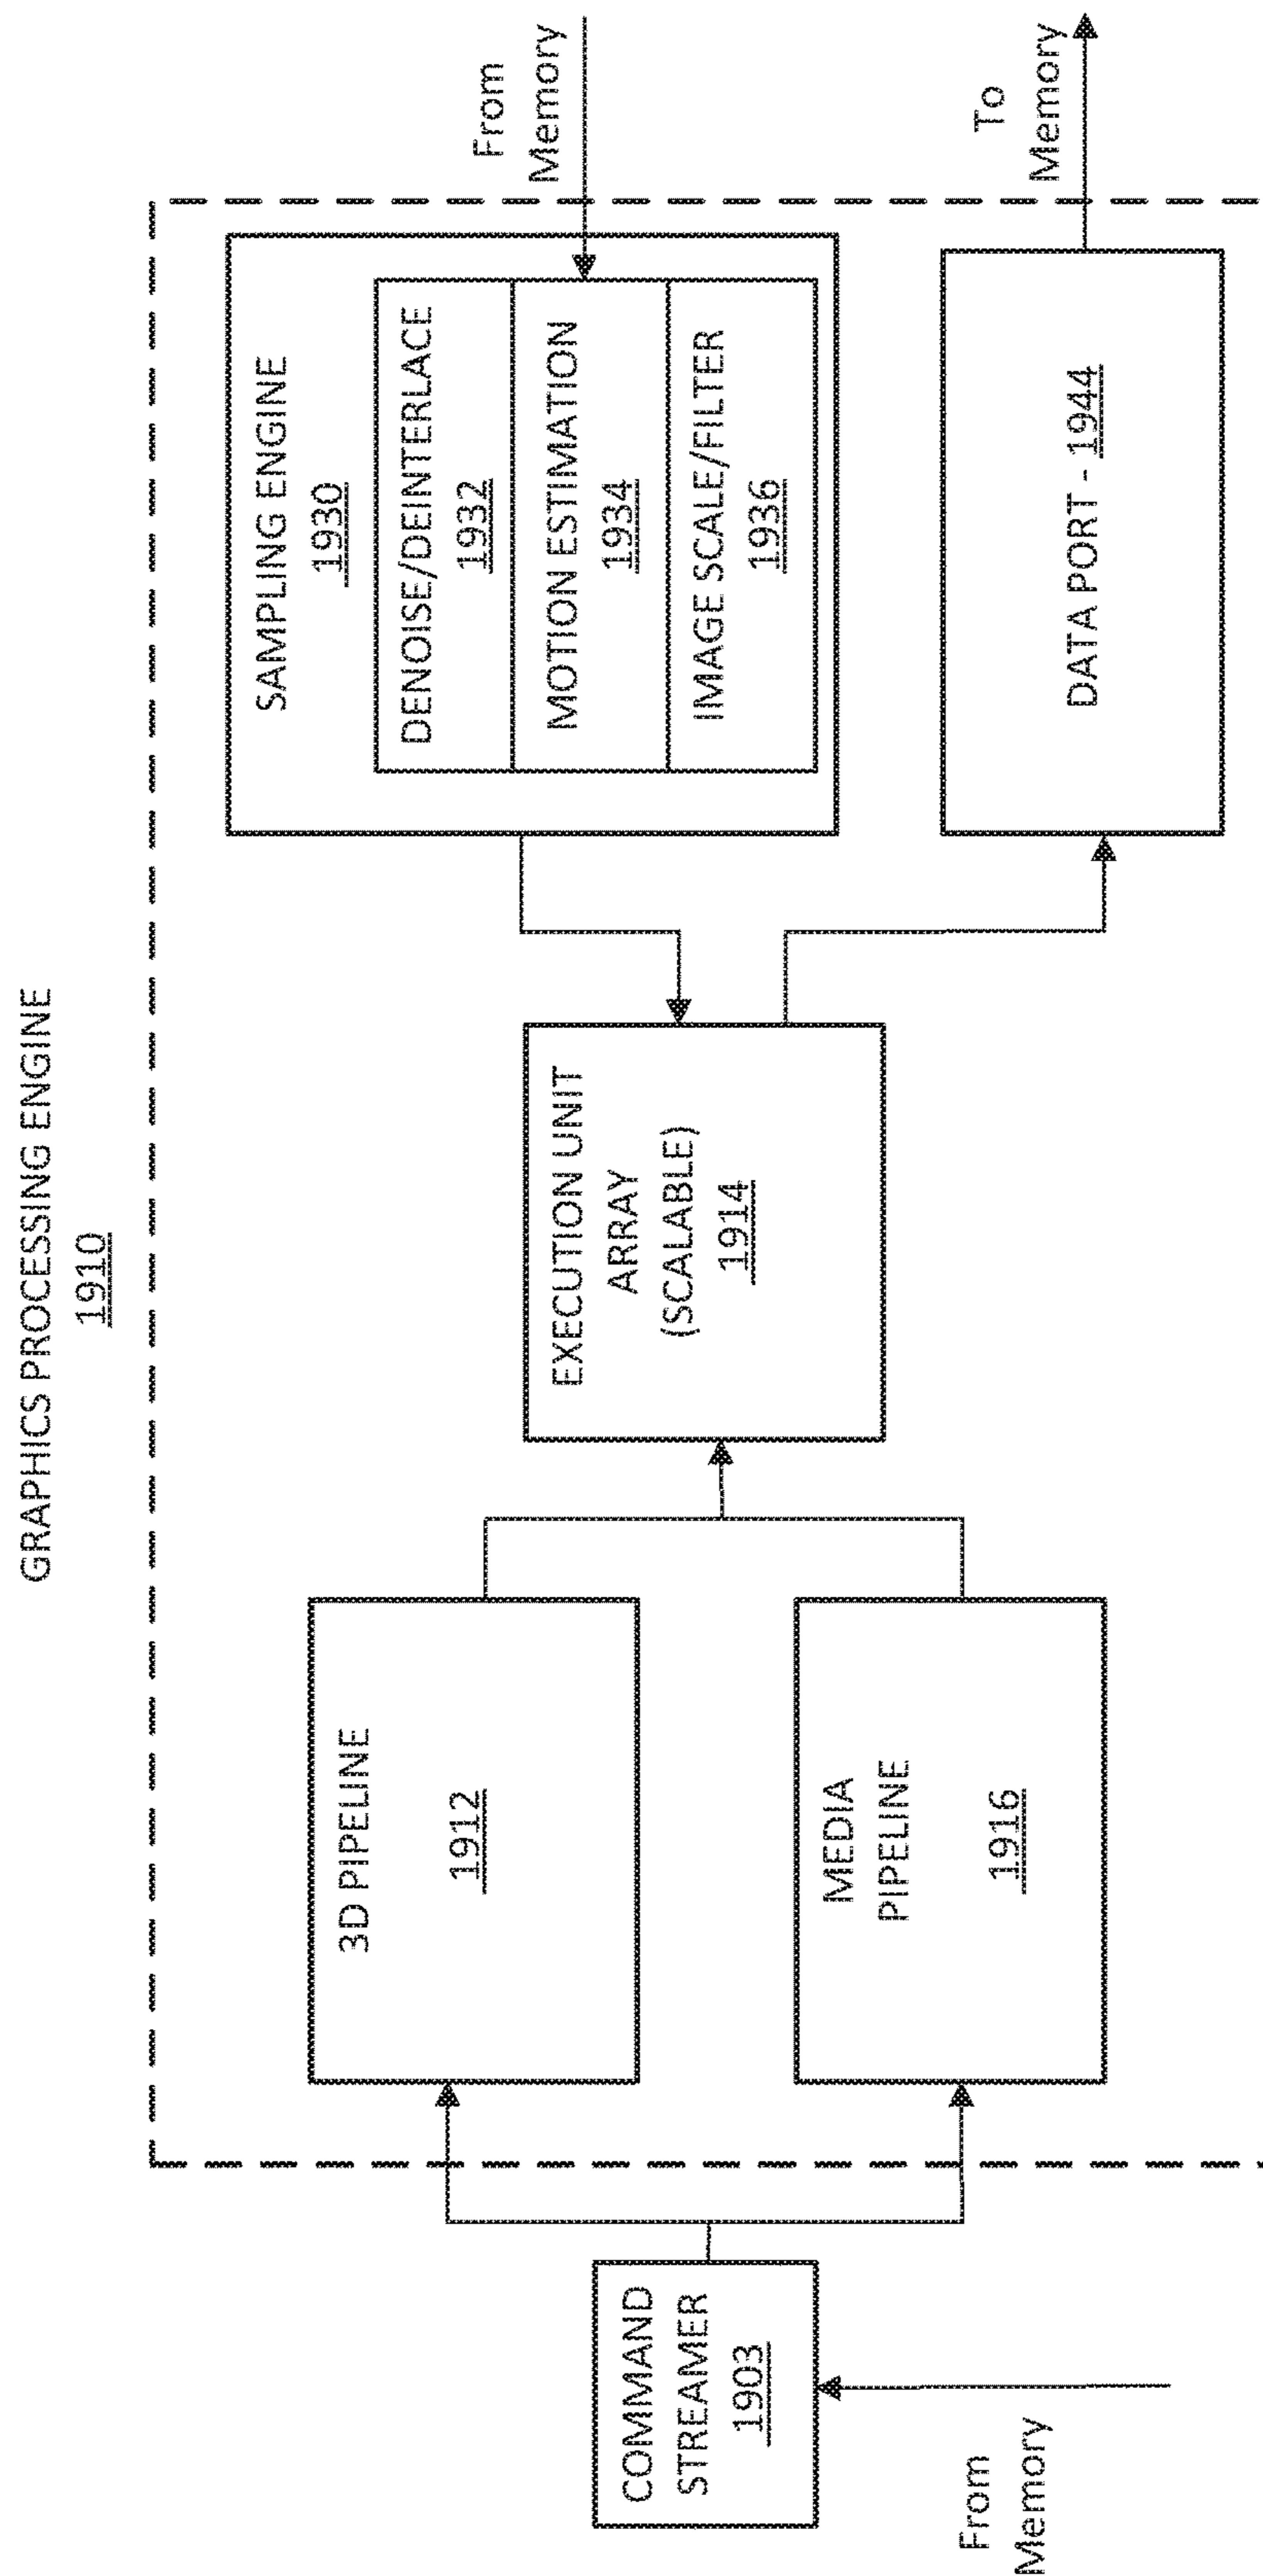 GRAPHICS PROCESSING ENGINE
1910
COMMAND
STREAMER
1903
From
Memory
3D PIPELINE
1912
MEDIA
PIPELINE
1916
EXECUTION UNIT
ARRAY
(SCALABLE)
1914
SAMPLING ENGINE
1930
DENOISE/DEINTERLACE
1932
MOTION ESTIMATION
1934
IMAGE SCALE/FILTER
1936
From
Memory
DATA PORT - 1944
To
Memory